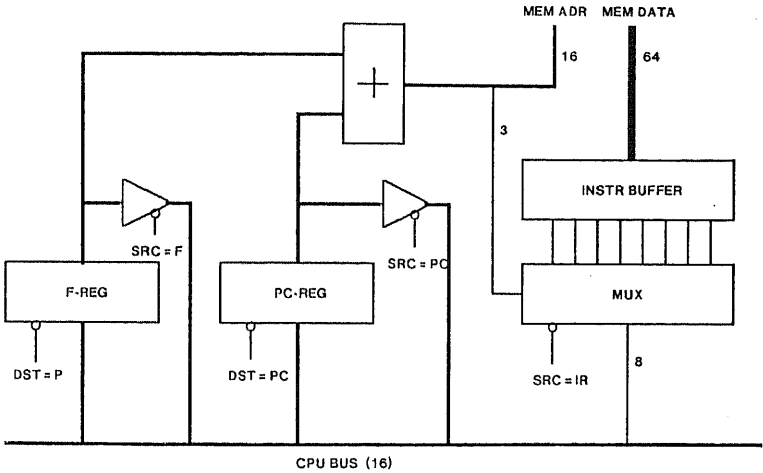 MEM ADR MEM DATA
16
64
+
3
INSTR BUFFER
SRC = F
SRC = PC
F-REG
PC-REG
MUX
DST = P
DST = PC
SRC = IR
8
CPU BUS (16)